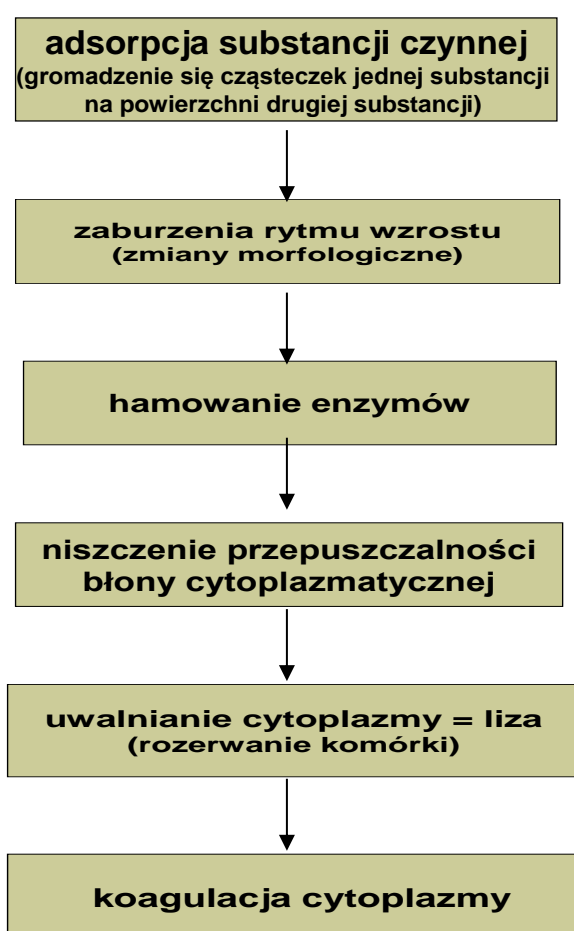 adsorpcja substancji czynnej
(gromadzenie się cząsteczek jednej substancji
na powierzchni drugiej substancji)
zaburzenia rytmu wzrostu
(zmiany morfologiczne)
hamowanie enzymów
niszczenie przepuszczalności
błony cytoplazmatycznej
uwalnianie cytoplazmy = liza
(rozerwanie komórki)
koagulacja cytoplazmy